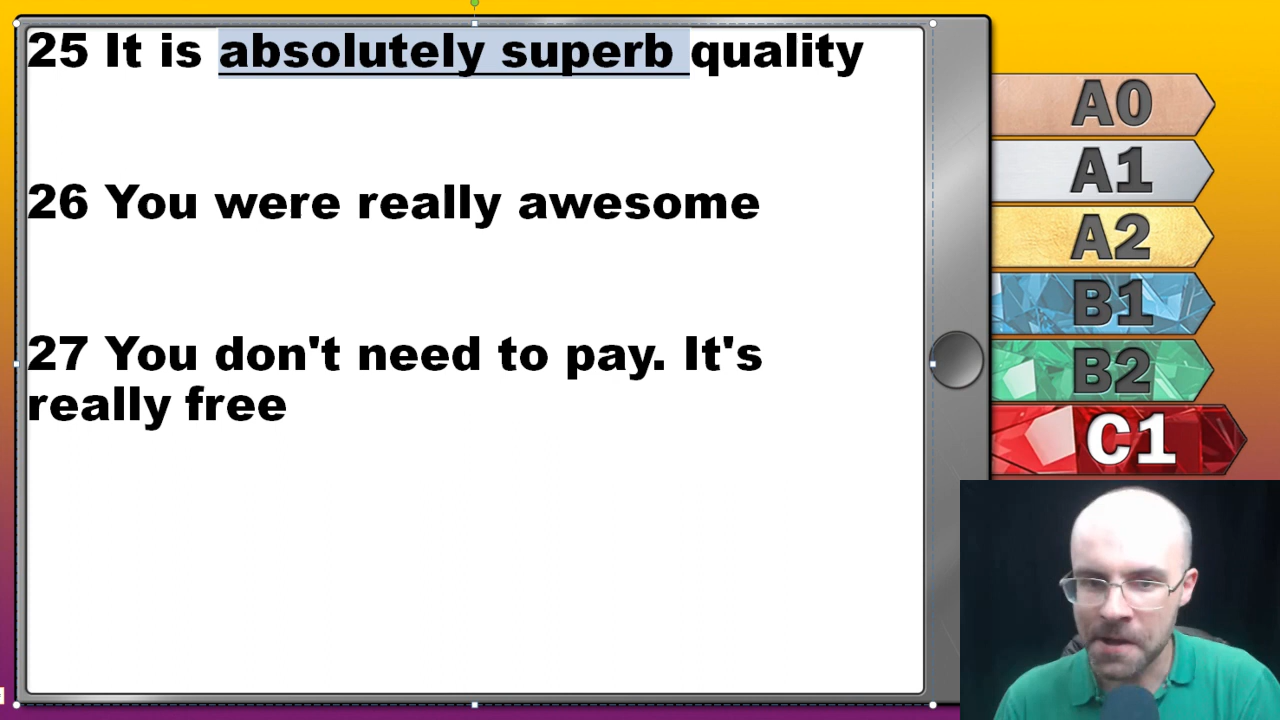 25 It is absolutely superb quality
26 You were really awesome
27 You don't need to pay. It's
really free
A0
A1
A2
B1
B2
C1